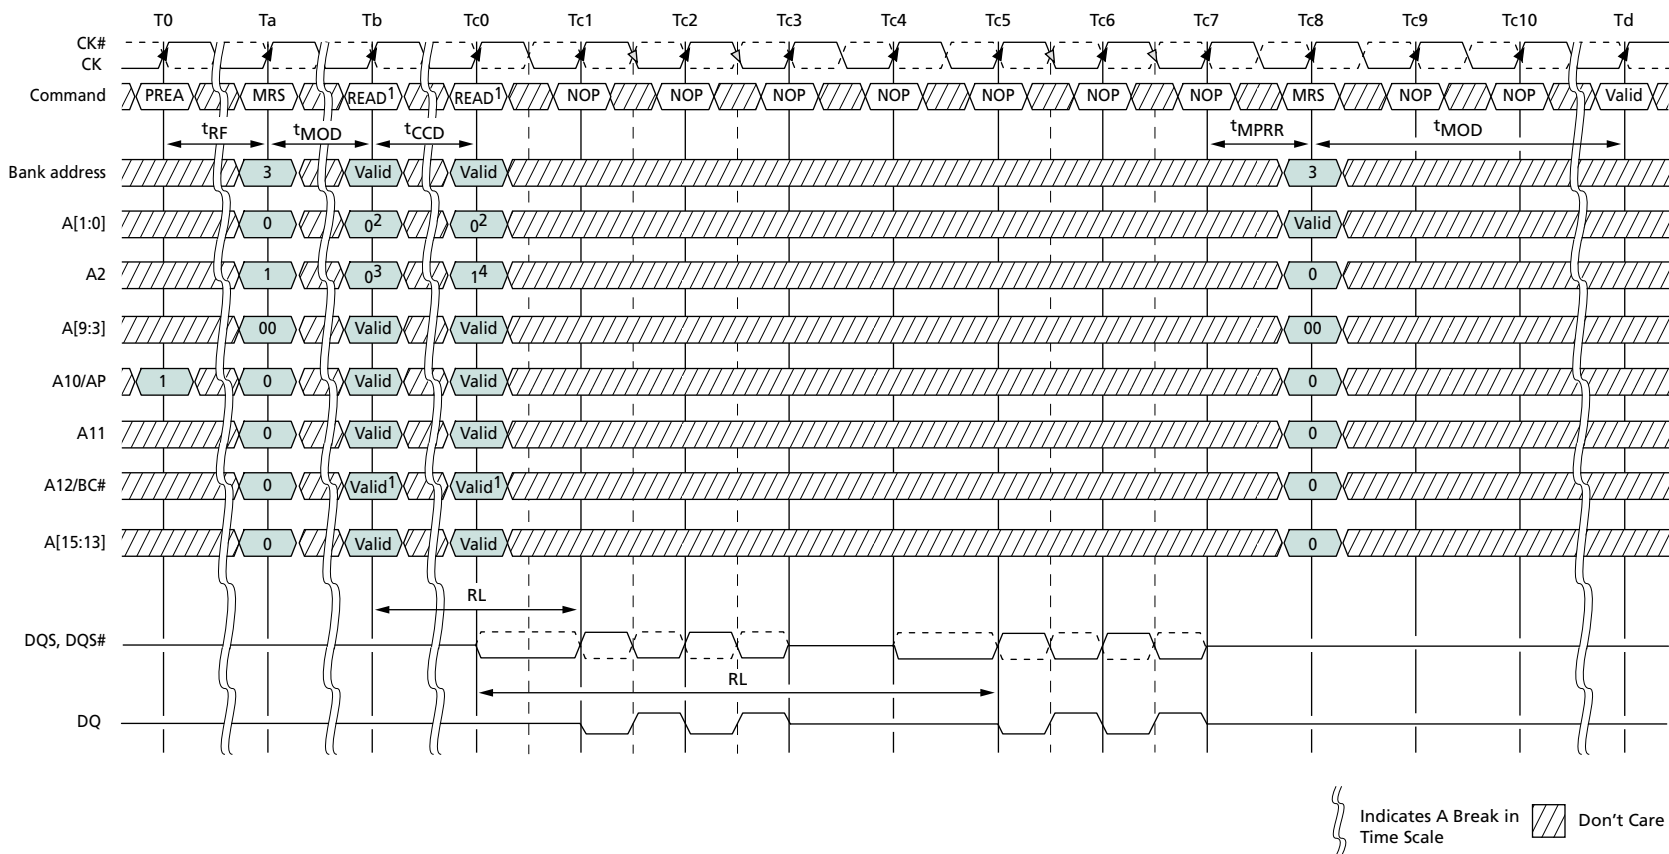 T0 Ta Tb Tc0 Tc1 Tc2 Tc3 Tc4 Tc5 Tc6 Tc7 Tc8 Tc9 Tc10 Td
CK#
CK
Command PREA MRS READ1 READ1 NOP NOP NOP NOP NOP NOP NOP MRS NOP NOP Valid
tRF tMOD tCCD tMPRR tMOD
Bank address 3 Valid Valid 3
A[1:0] 0 02 02 Valid
A2 1 03 14 0
A[9:3] 00 Valid Valid 00
A10/AP 1 0 Valid Valid 0
A11 0 Valid Valid 0
A12/BC# 0 Valid1 Valid1 0
A[15:13] 0 Valid Valid 0
RL
DQS, DQS#
RL
DQ
Indicates A Break in
Time Scale
Don't Care